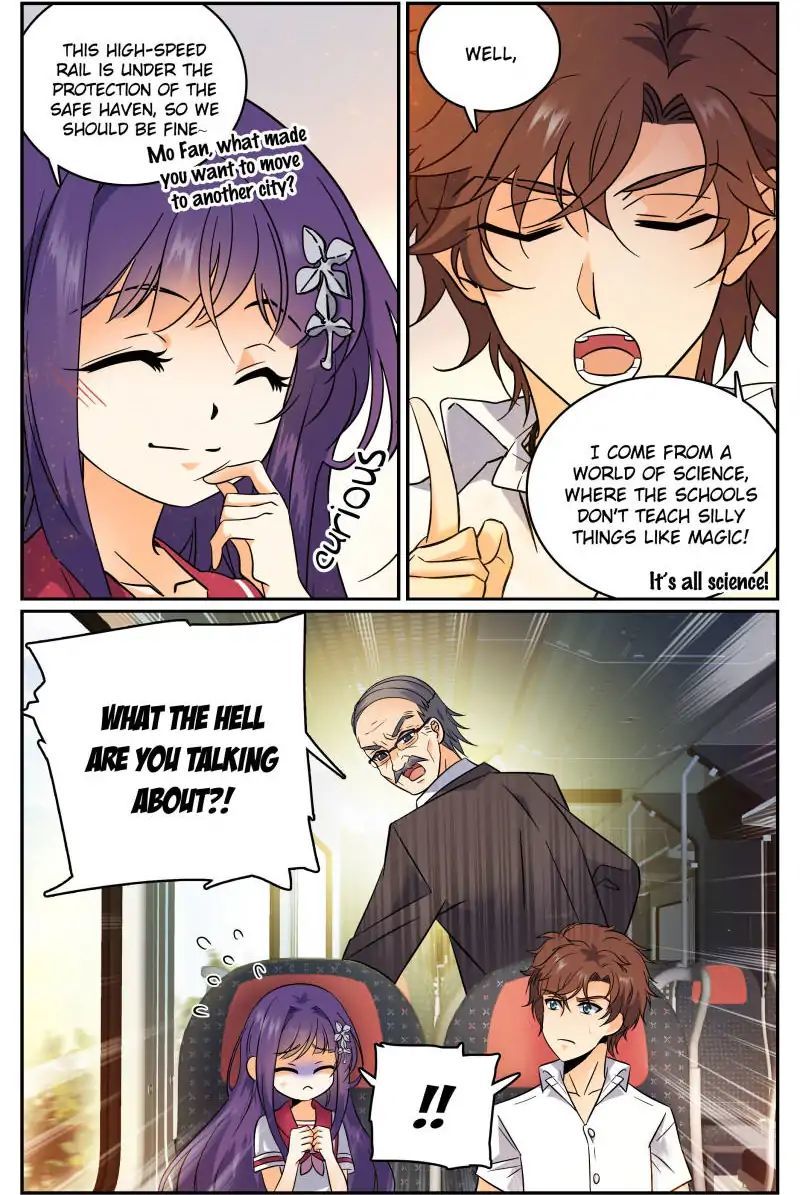 THIS HIGH-SPEED
RAIL IS UNDER THE
PROTECTION OF THE
SAFE HAVEN, SO WE
SHOULD BE FINE~
Mo Fan, what made
you want to move
to another city?
curious
WELL,
I COME FROM A
WORLD OF SCIENCE,
WHERE THE SCHOOLS
DON'T TEACH SILLY
THINGS LIKE MAGIC!
It's all science!
WHAT THE HELL
ARE YOU TALKING
ABOUT?!
!!